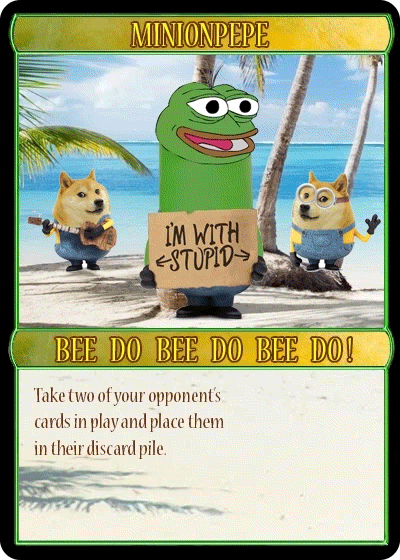 MINIONPEPE
I'M WITH
←STUPID→
BEE DO BEE DO BEE DO!
Take two of your opponent's
cards in play and place them
in their discard pile.